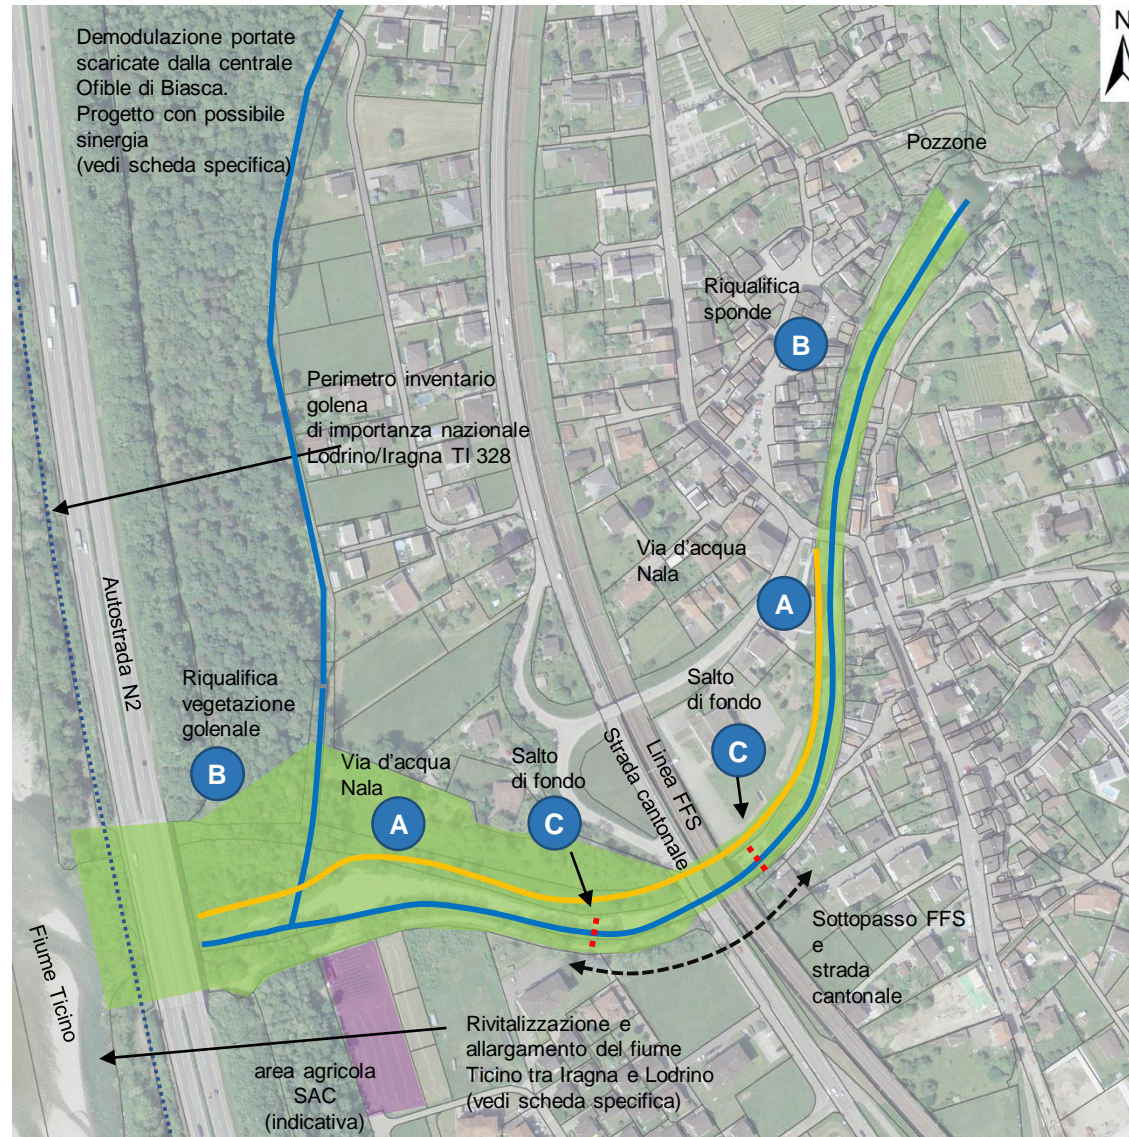 Demodulazione portate
scaricate dalla centrale
Ofible di Biasca.
Progetto con possibile
sinergia
(vedi scheda specifica)
N
Pozzone
Riqualifica
sponde
B
Perimetro inventario
golena
di importanza nazionale
Lodrino/Iragna TI 328
Via d'acqua
Nala
A
Autostrada N2
Riqualifica
vegetazione
golenale
B
Via d'acqua
Nala
A
Salto
di fondo
C
Salto
di fondo
C
Linea FFS
Strada cantonale
Sottopasso FFS
e
strada
cantonale
Fiume Ticino
Rivitalizzazione e
allargamento del fiume
Ticino tra Iragna e Lodrino
(vedi scheda specifica)
area agricola
SAC
(indicativa)